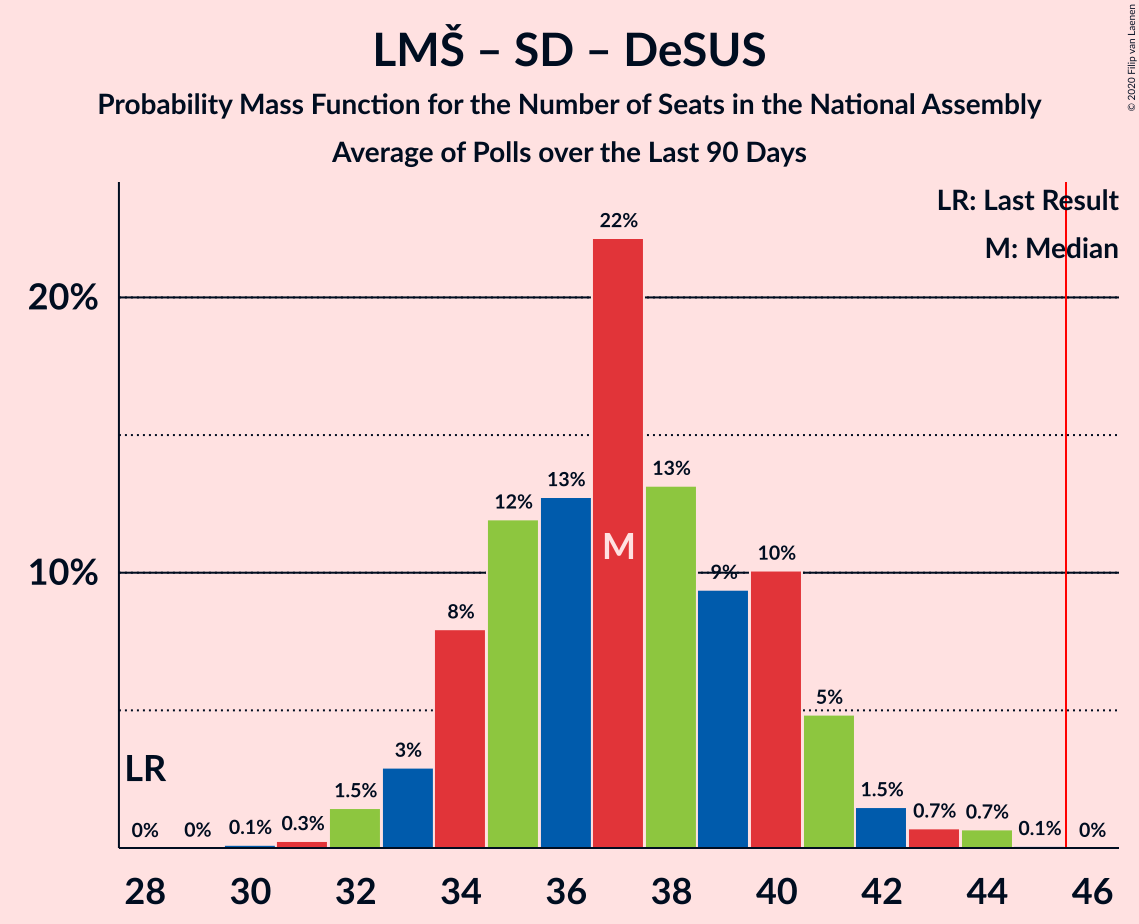 LMŠ – SD – DeSUS
Probability Mass Function for the Number of Seats in the National Assembly
Average of Polls over the Last 90 Days
© 2020 Filip van Laenen
LR: Last Result
M: Median
22%
20%
13%
13%
12%
M
10%
10%
9%
8%
5%
LR
3%
1.5%
1.5%
0% 0% 0.1% 0.3% 0.7% 0.7% 0.1% 0%
28 30 32 34 36 38 40 42 44 46